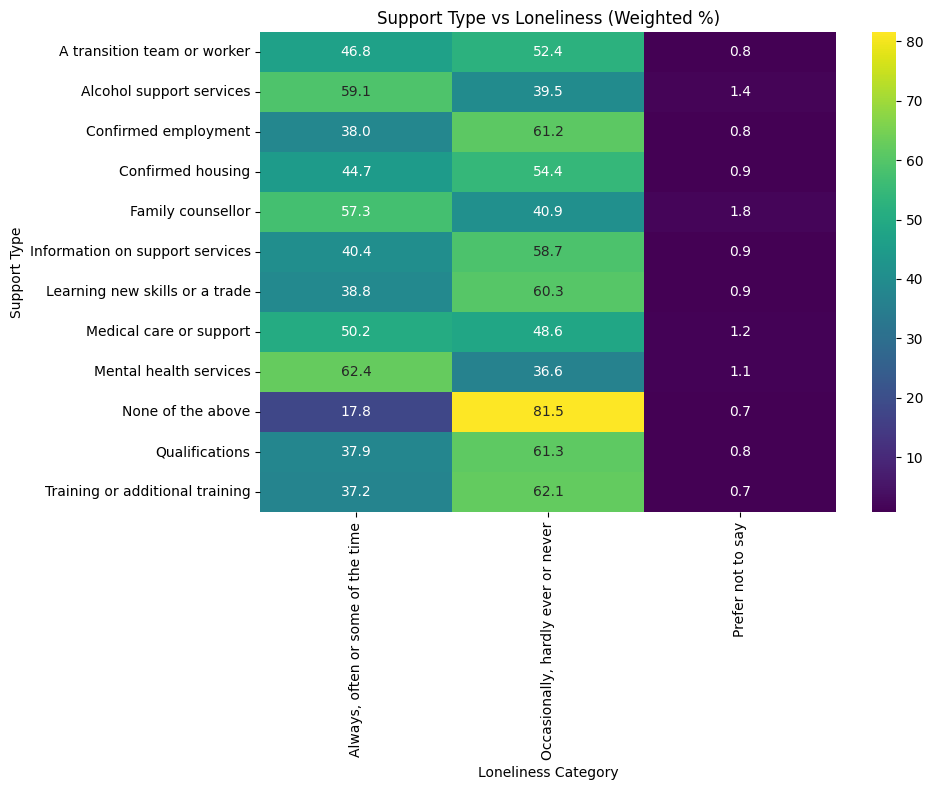 Support Type vs Loneliness (Weighted %)
Support Type
A transition team or worker 46.8 52.4 0.8
Alcohol support services 59.1 39.5 1.4
Confirmed employment 38.0 61.2 0.8
Confirmed housing 44.7 54.4 0.9
Family counsellor 57.3 40.9 1.8
Information on support services 40.4 58.7 0.9
Learning new skills or a trade 38.8 60.3 0.9
Medical care or support 50.2 48.6 1.2
Mental health services 62.4 36.6 1.1
None of the above 17.8 81.5 0.7
Qualifications 37.9 61.3 0.8
Training or additional training 37.2 62.1 0.7
Always, often or some of the time
Occasionally, hardly ever or never
Prefer not to say
Loneliness Category
80
70
60
50
40
30
20
10